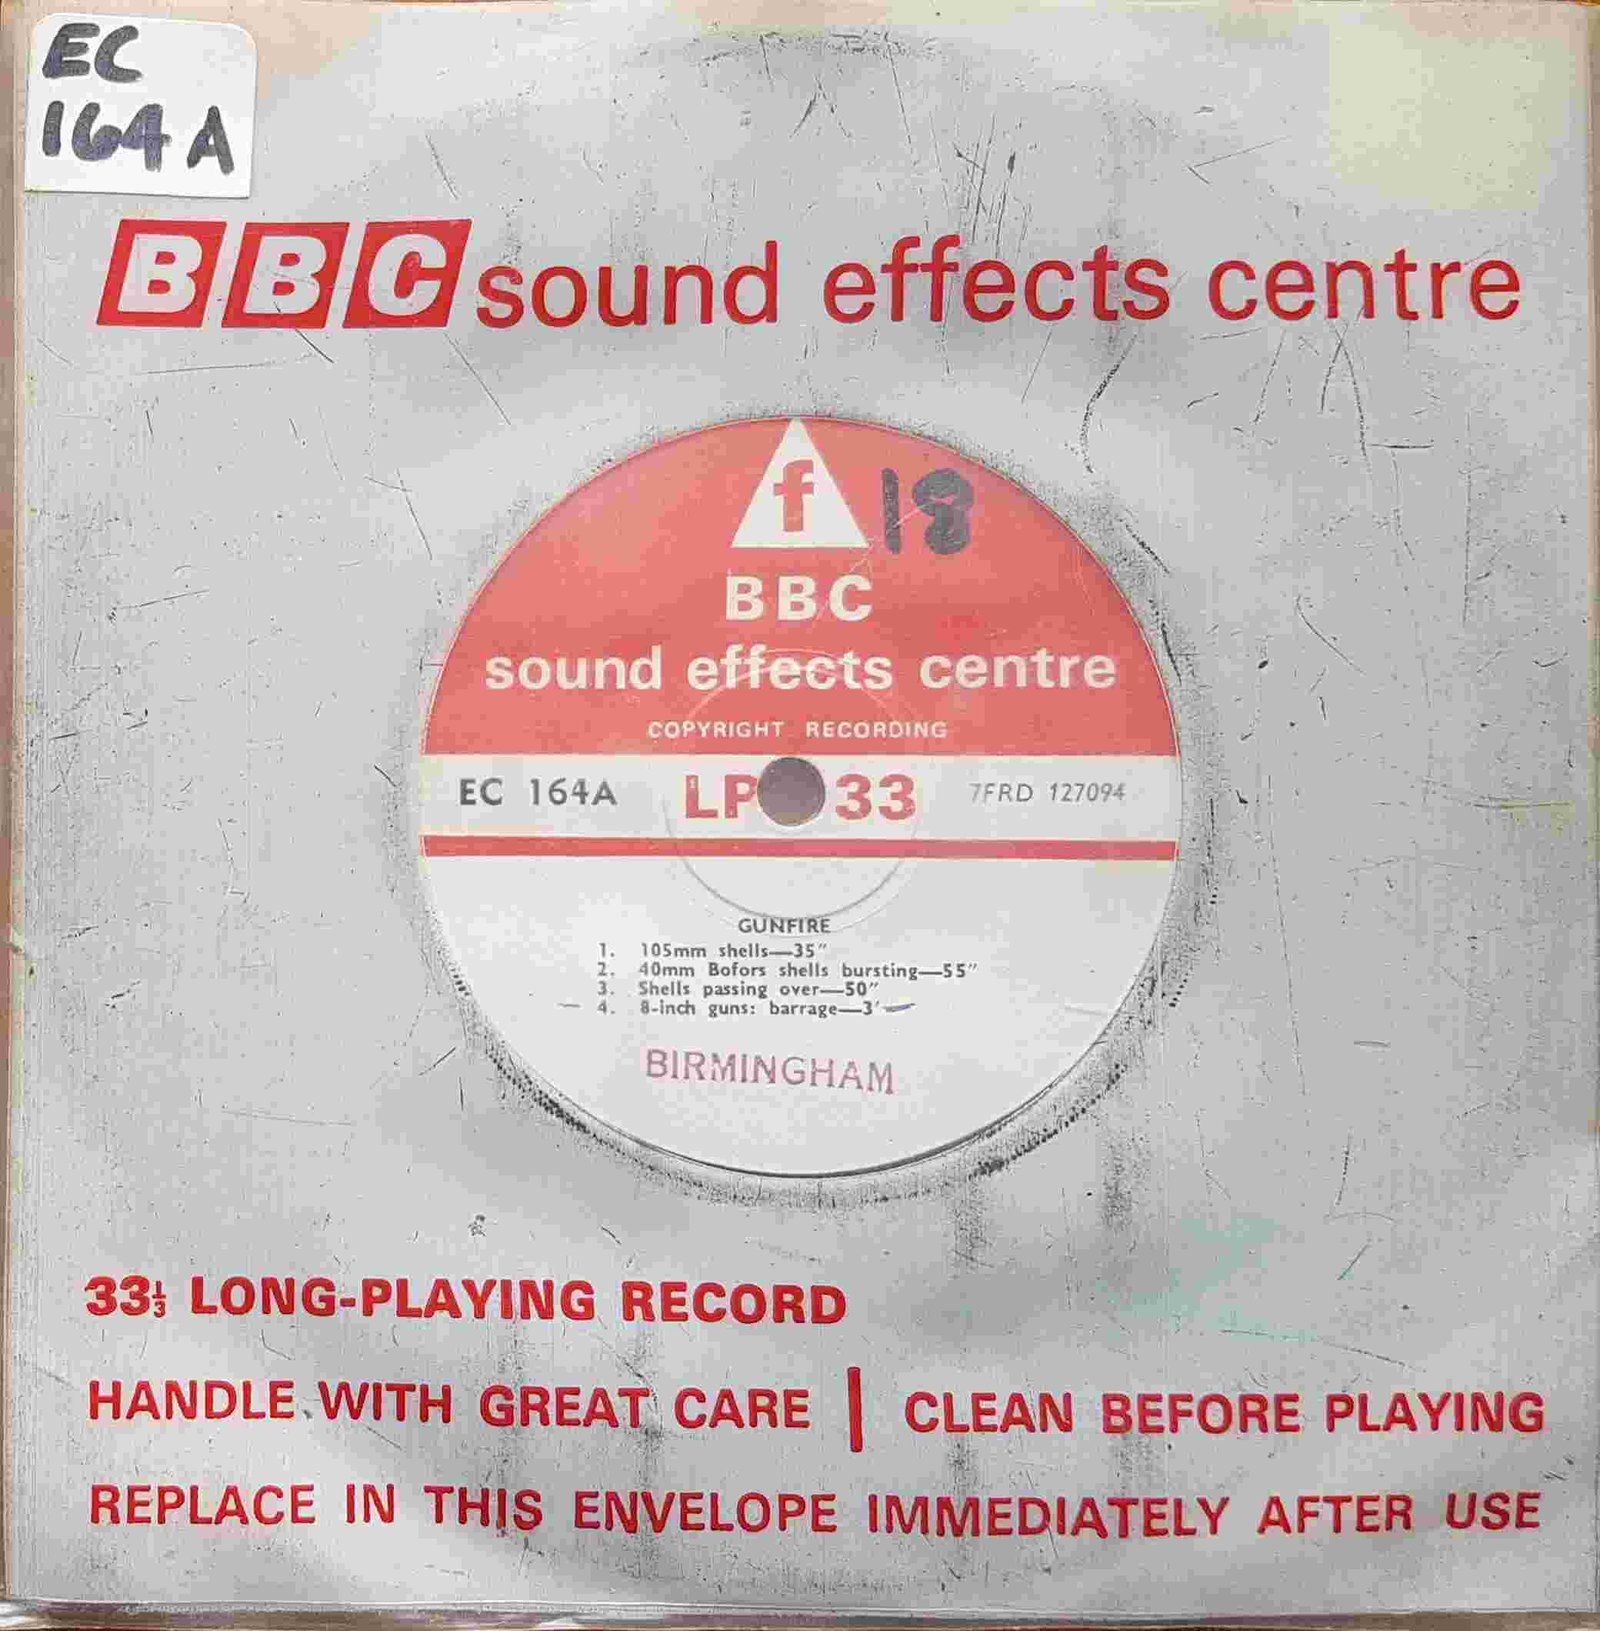 EC
164 A
BBC sound effects centre
f 18
BBC
sound effects centre
COPYRIGHT RECORDING
EC 164A LP 33 7FRD 127094
GUNFIRE
1. 105mm shells—35"
2. 40mm Bofors shells bursting—55"
3. Shells passing over—50"
4. 8-inch guns: barrage—3'
BIRMINGHAM
33⅓ LONG-PLAYING RECORD
HANDLE WITH GREAT CARE | CLEAN BEFORE PLAYING
REPLACE IN THIS ENVELOPE IMMEDIATELY AFTER USE